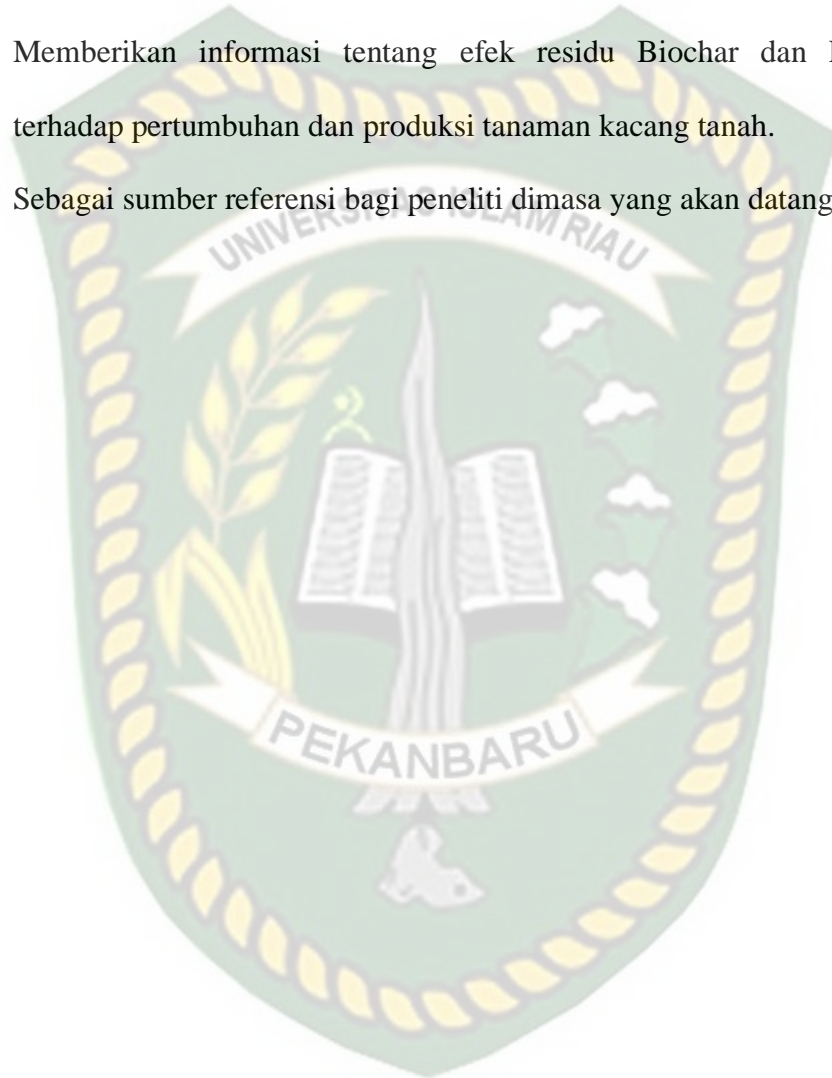 Memberikan informasi tentang efek residu Biochar dan
terhadap pertumbuhan dan produksi tanaman kacang tanah.
Sebagai sumber referensi bagi peneliti dimasa yang akan datang
UNIVERSITAS ISLAM RIAU
PEKANBARU